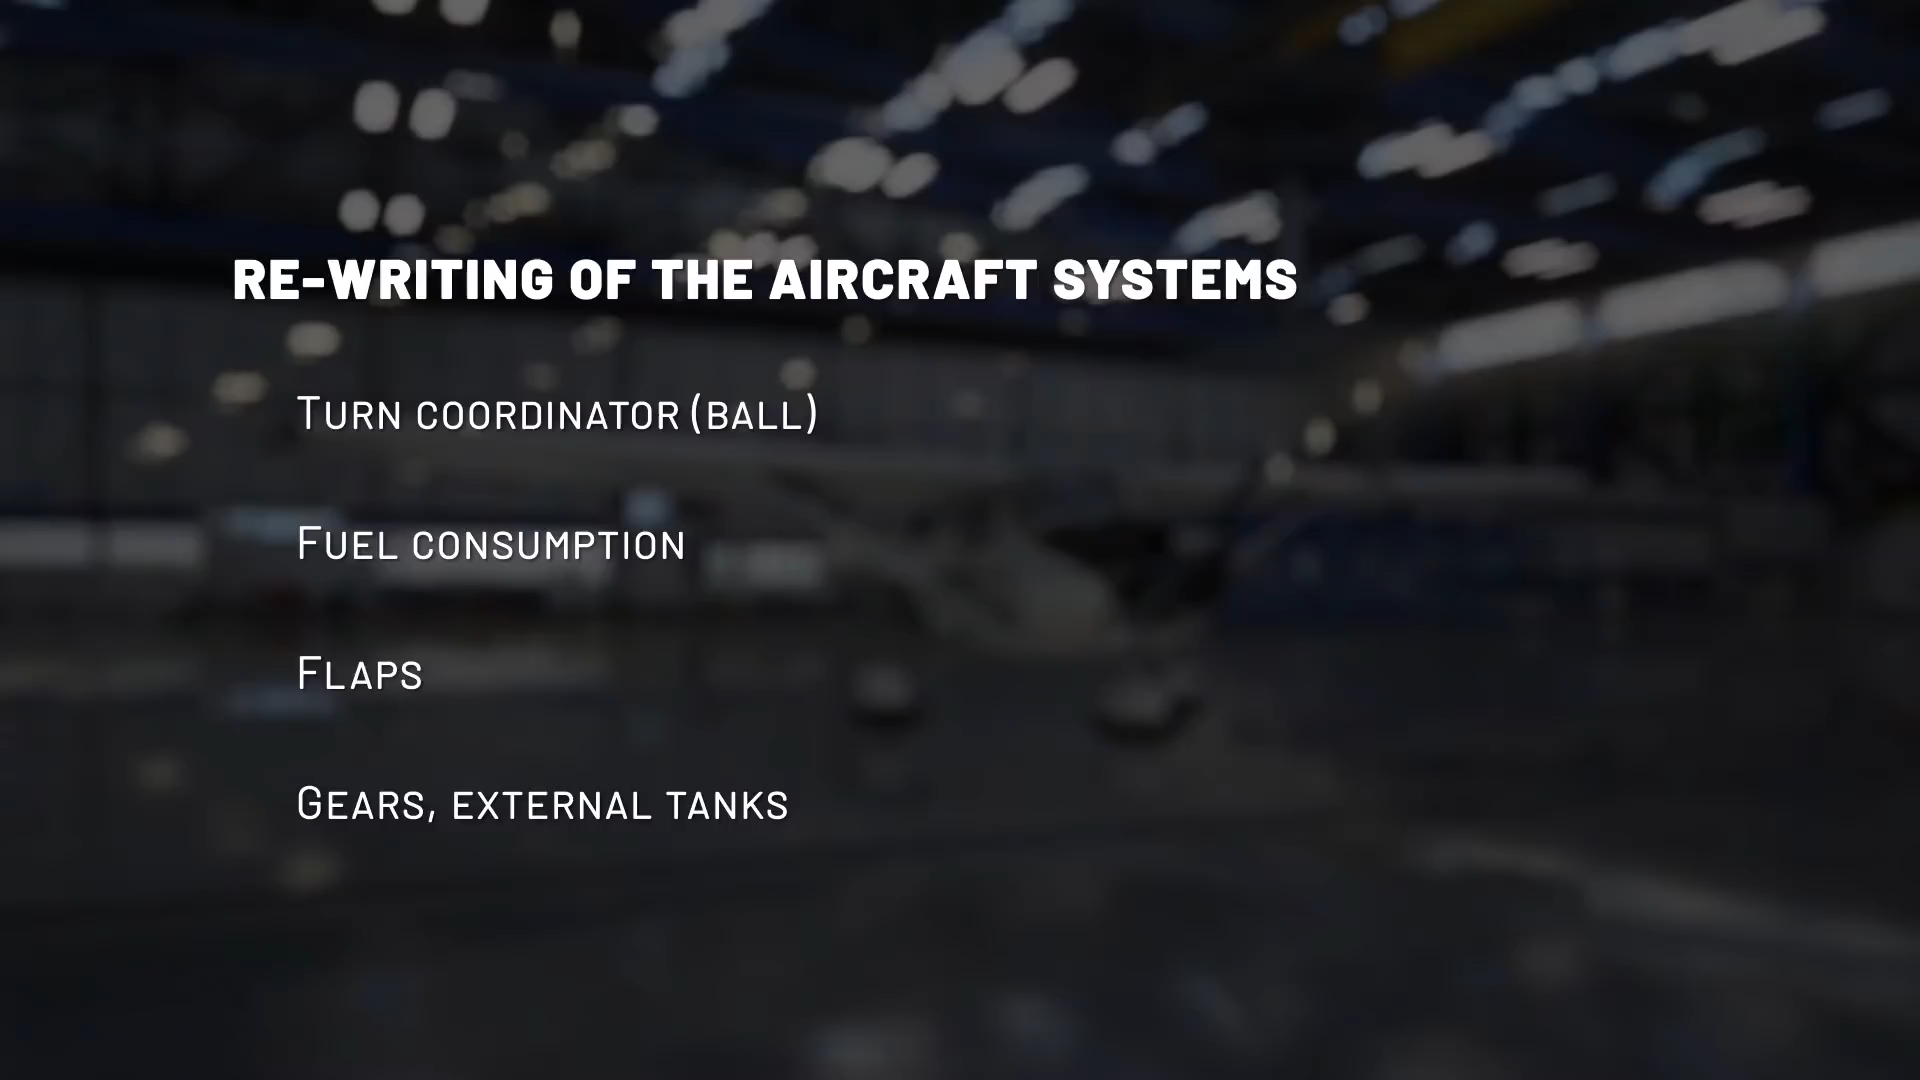 RE-WRITING OF THE AIRCRAFT SYSTEMS
TURN COORDINATOR (BALL)
FUEL CONSUMPTION
FLAPS
GEARS, EXTERNAL TANKS